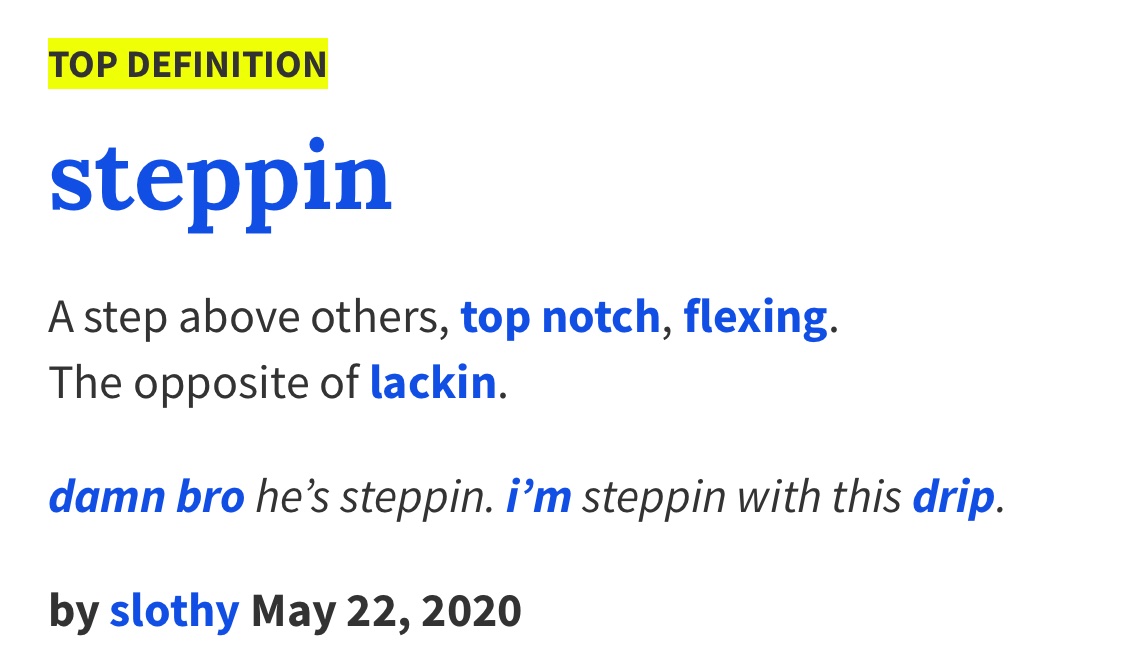 TOP DEFINITION
steppin
A step above others, top notch, flexing.
The opposite of lackin.
damn bro he’s steppin. i’m steppin with this drip.
by slothy May 22, 2020